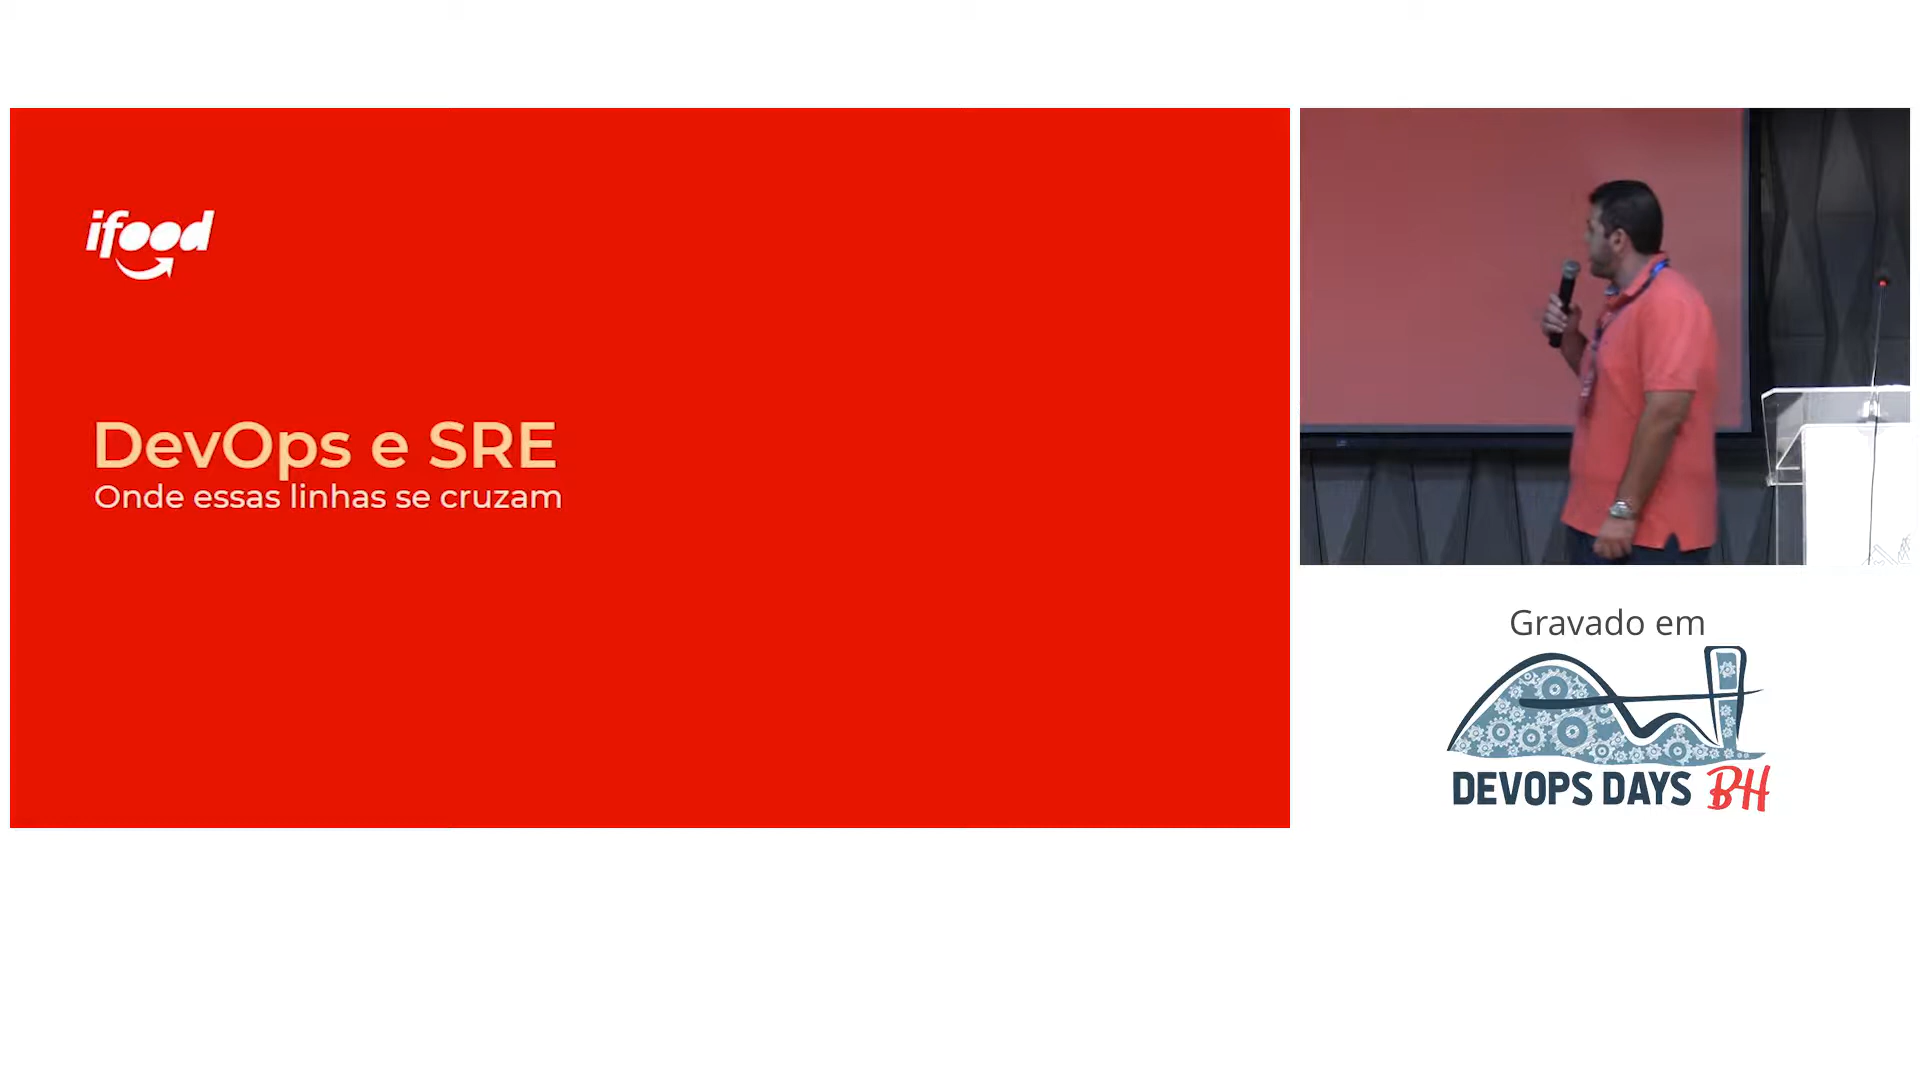 ifood
DevOps e SRE
Onde essas linhas se cruzam
Gravado em
DEVOPS DAYS BH